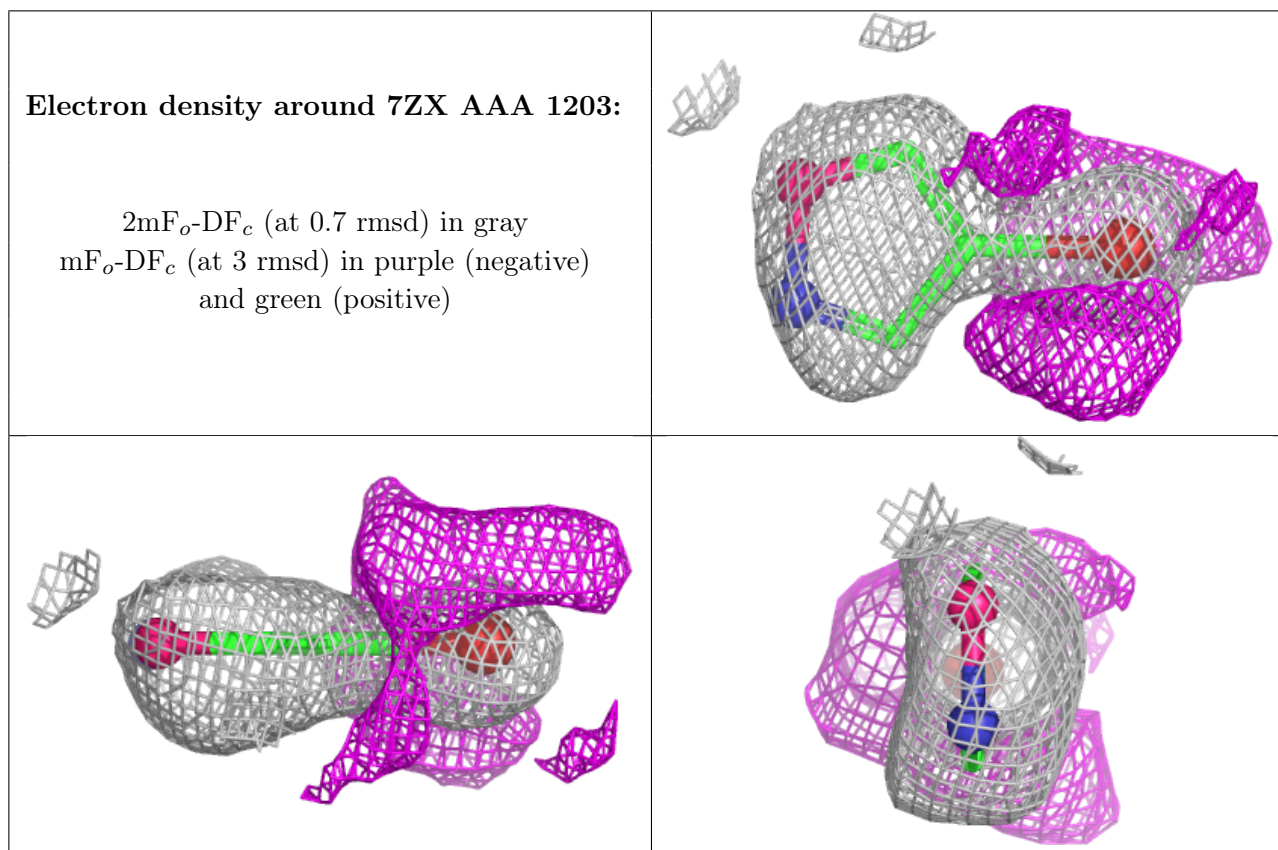 Electron density around 7ZX AAA 1203:
2mFₒ-DF𝒸 (at 0.7 rmsd) in gray
mFₒ-DF𝒸 (at 3 rmsd) in purple (negative)
and green (positive)